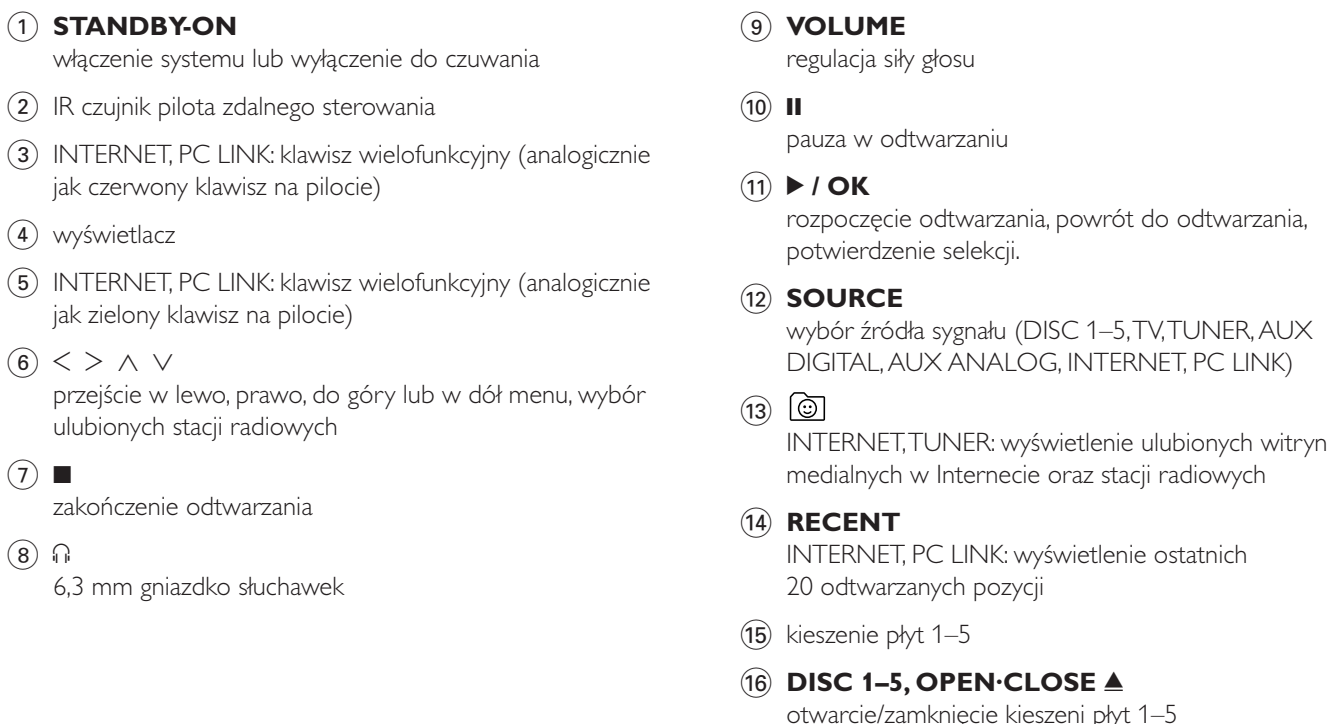 ① STANDBY-ON
włączenie systemu lub wyłączenie do czuwania
② IR czujnik pilota zdalnego sterowania
③ INTERNET, PC LINK: klawisz wielofunkcyjny (analogicznie
jak czerwony klawisz na pilocie)
④ wyświetlacz
⑤ INTERNET, PC LINK: klawisz wielofunkcyjny (analogicznie
jak zielony klawisz na pilocie)
⑥ < > ∧ ∨
przejście w lewo, prawo, do góry lub w dół menu, wybór
ulubionych stacji radiowych
⑦ ■
zakończenie odtwarzania
⑧ 🎧
6,3 mm gniazdko słuchawek
⑨ VOLUME
regulacja siły głosu
⑩ II
pauza w odtwarzaniu
⑪ ▶ / OK
rozpoczęcie odtwarzania, powrót do odtwarzania,
potwierdzenie selekcji.
⑫ SOURCE
wybór źródła sygnału (DISC 1–5, TV, TUNER, AUX
DIGITAL, AUX ANALOG, INTERNET, PC LINK)
⑬
INTERNET, TUNER: wyświetlenie ulubionych witryn
medialnych w Internecie oraz stacji radiowych
⑭ RECENT
INTERNET, PC LINK: wyświetlenie ostatnich
20 odtwarzanych pozycji
⑮ kieszenie płyt 1–5
⑯ DISC 1–5, OPEN·CLOSE ⏏
otwarcie/zamknięcie kieszeni płyt 1–5